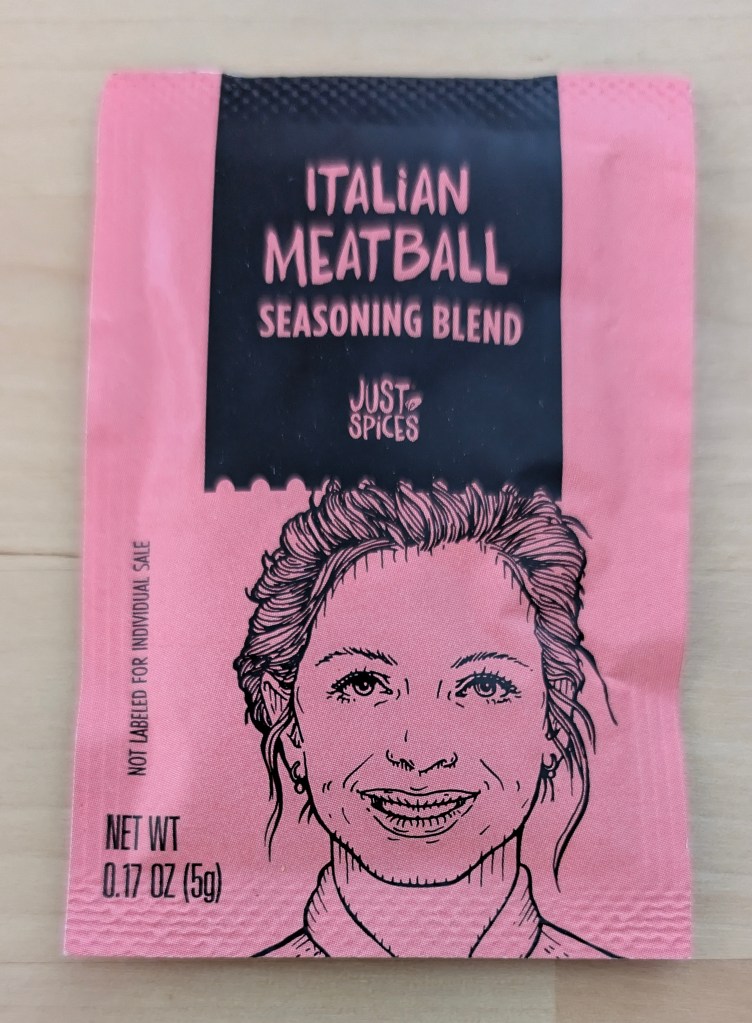 ITALIAN
MEATBALL
SEASONING BLEND
JUST
SPICES
NOT LABELED FOR INDIVIDUAL SALE
NET WT
0.17 OZ (5g)